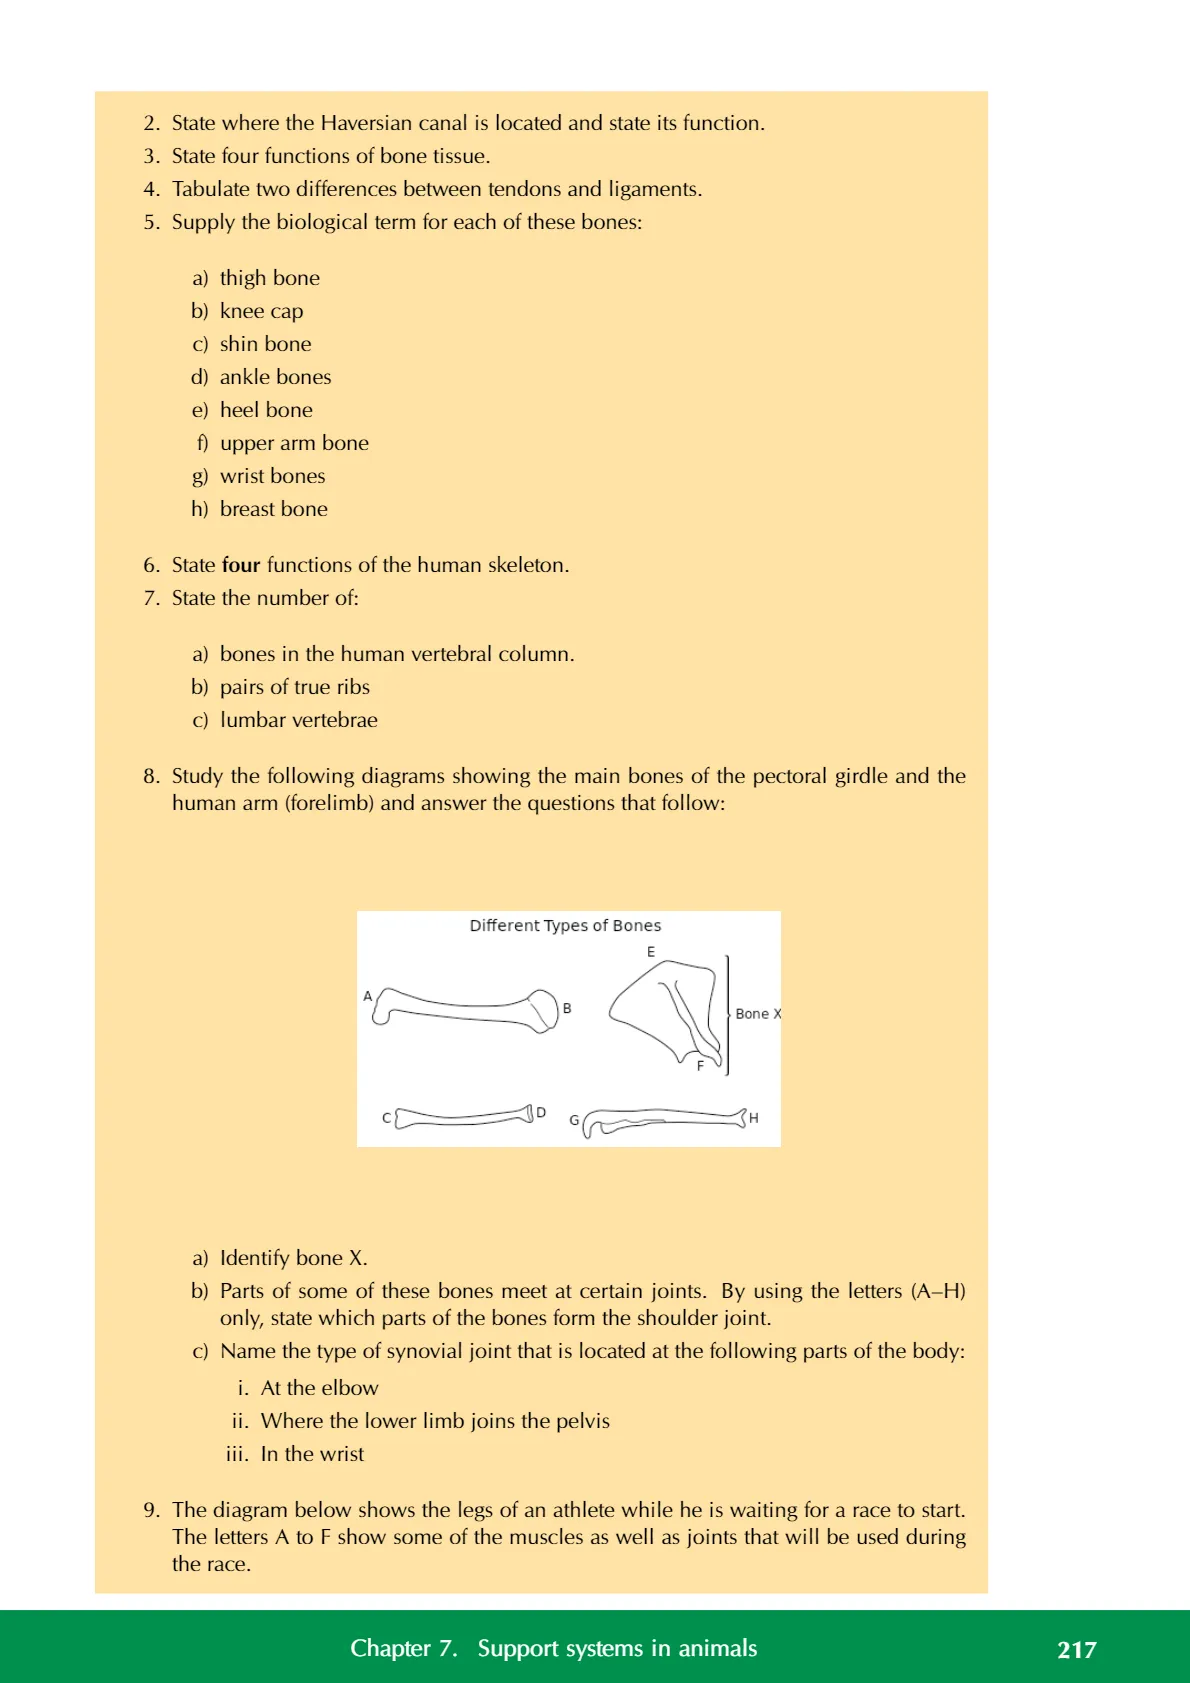 2. State where the Haversian canal is located and state its function.
3. State four functions of bone tissue.
4. Tabulate two differences between tendons and ligaments.
5. Supply the biological term for each of these bones:
a) thigh bone
b) knee cap
c) shin bone
d) ankle bones
e) heel bone
f) upper arm bone
g) wrist bones
h) breast bone
6. State four functions of the human skeleton.
7. State the number of:
a) bones in the human vertebral column.
b) pairs of true ribs
c) lumbar vertebrae
8. Study the following diagrams showing the main bones of the pectoral girdle and the
human arm (forelimb) and answer the questions that follow:
Different Types of Bones
E
A
B
Bone X
F
C
D
G
H
a) Identify bone X.
b) Parts of some of these bones meet at certain joints. By using the letters (A–H)
only, state which parts of the bones form the shoulder joint.
c) Name the type of synovial joint that is located at the following parts of the body:
i. At the elbow
ii. Where the lower limb joins the pelvis
iii. In the wrist
9. The diagram below shows the legs of an athlete while he is waiting for a race to start.
The letters A to F show some of the muscles as well as joints that will be used during
the race.
Chapter 7. Support systems in animals
217